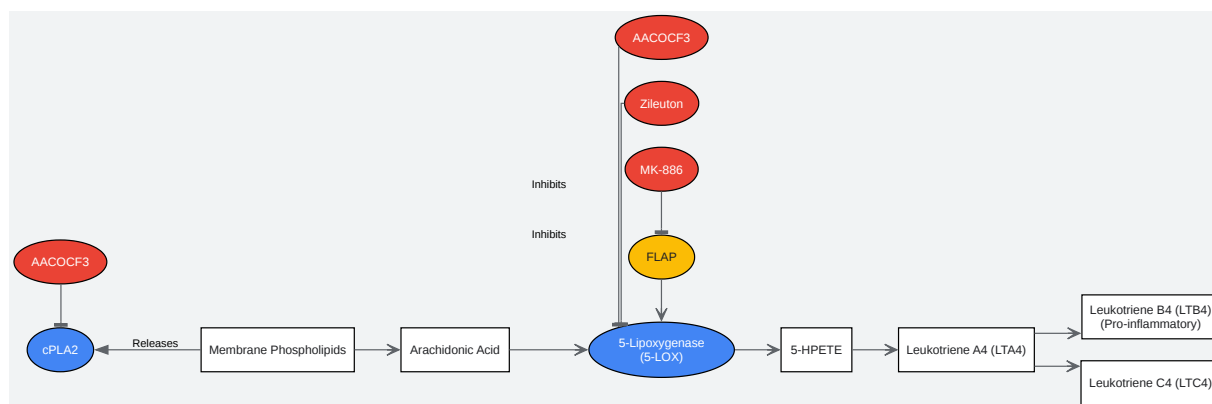 AACOCF3
Zileuton
MK-886
Inhibits
Inhibits
FLAP
AACOCF3
cPLA2
Releases
Membrane Phospholipids
Arachidonic Acid
5-Lipoxygenase
(5-LOX)
5-HPETE
Leukotriene A4 (LTA4)
Leukotriene B4 (LTB4)
(Pro-inflammatory)
Leukotriene C4 (LTC4)